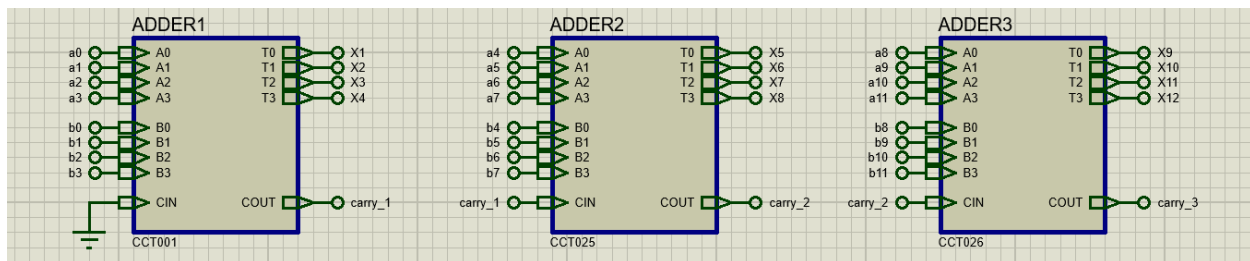 ADDER1 ADDER2 ADDER3
a0 A0 T0 X1 a4 A0 T0 X5 a8 A0 T0 X9
a1 A1 T1 X2 a5 A1 T1 X6 a9 A1 T1 X10
a2 A2 T2 X3 a6 A2 T2 X7 a10 A2 T2 X11
a3 A3 T3 X4 a7 A3 T3 X8 a11 A3 T3 X12
b0 B0 b4 B0 b8 B0
b1 B1 b5 B1 b9 B1
b2 B2 b6 B2 b10 B2
b3 B3 b7 B3 b11 B3
CIN COUT carry_1 carry_1 CIN COUT carry_2 carry_2 CIN COUT carry_3
CCT001 CCT025 CCT026